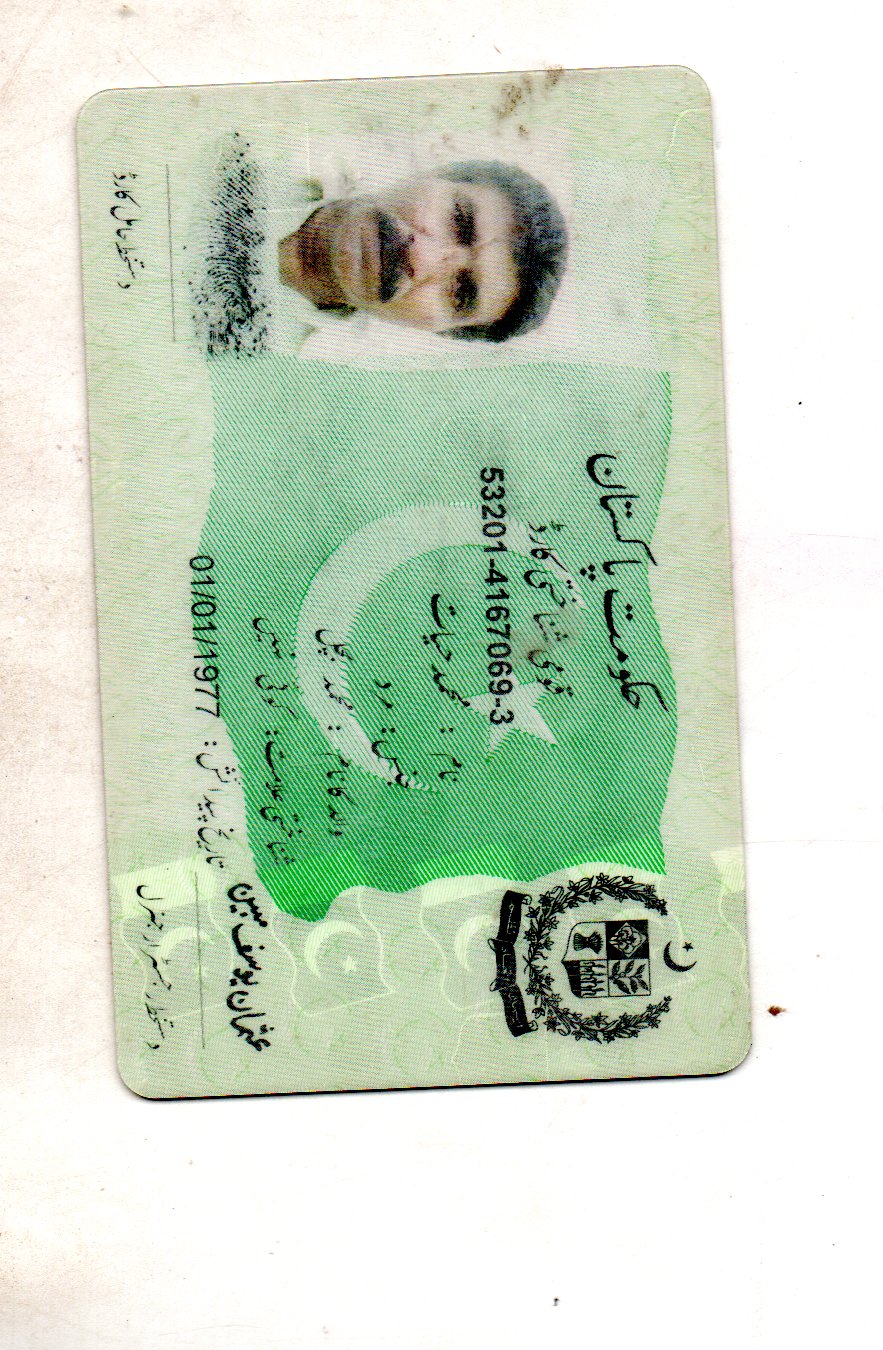 حکومت پاکستان
قومی شناختی کارڈ
53201-4167069-3
نام : محمد حیات
جنس : مرد
والد کا نام : محمد بچل
شناختی علامت : کوئی نہیں
تاریخ پیدائش : 01/01/1977
عثمان یوسف مبین
دستخط رجسٹرار جنرل
دستخط حامل کارڈ